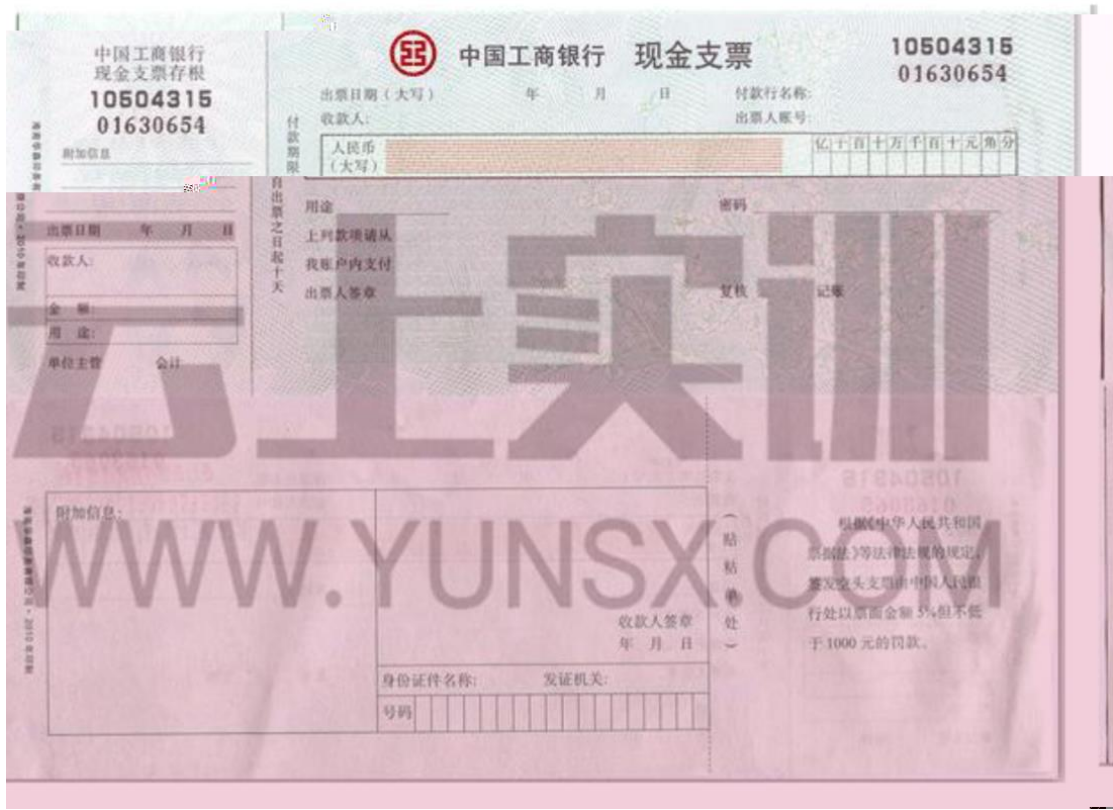 中国工商银行
现金支票存根
10504315
01630654
附加信息
出票日期 年 月 日
收款人:
金 额:
用 途:
单位主管 会计
中国工商银行 现金支票
10504315
01630654
出票日期(大写) 年 月 日 付款行名称:
收款人: 出票人账号:
人民币
(大写)
亿千百十万千百十元角分
付款期限自出票之日起十天
用途 密码
上列款项请从
我账户内支付
出票人签章 复核 记账
云上实训
WWW.YUNSX.COM
附加信息:
收款人签章
年 月 日
身份证件名称: 发证机关:
号码
(贴粘单处)
根据《中华人民共和国
票据法》等法律法规的规定,
签发空头支票由中国人民银
行处以票面金额5%但不低
于1000元的罚款。